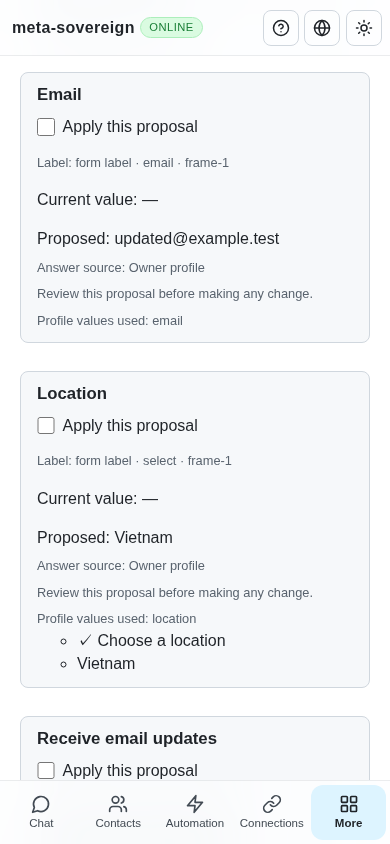 meta-sovereign ONLINE
Email
Apply this proposal
Label: form label · email · frame-1
Current value: —
Proposed: updated@example.test
Answer source: Owner profile
Review this proposal before making any change.
Profile values used: email
Location
Apply this proposal
Label: form label · select · frame-1
Current value: —
Proposed: Vietnam
Answer source: Owner profile
Review this proposal before making any change.
Profile values used: location
✓ Choose a location
Vietnam
Receive email updates
Apply this proposal
Chat Contacts Automation Connections More